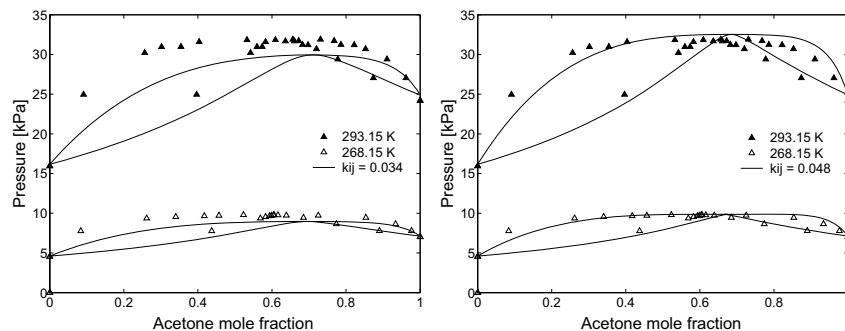 35
30
25
20
15
10
5
0
Pressure [kPa]
293.15 K
268.15 K
kij = 0.034
0 0.2 0.4 0.6 0.8 1
Acetone mole fraction
35
30
25
20
15
10
5
0
Pressure [kPa]
293.15 K
268.15 K
kij = 0.048
0 0.2 0.4 0.6 0.8
Acetone mole fraction